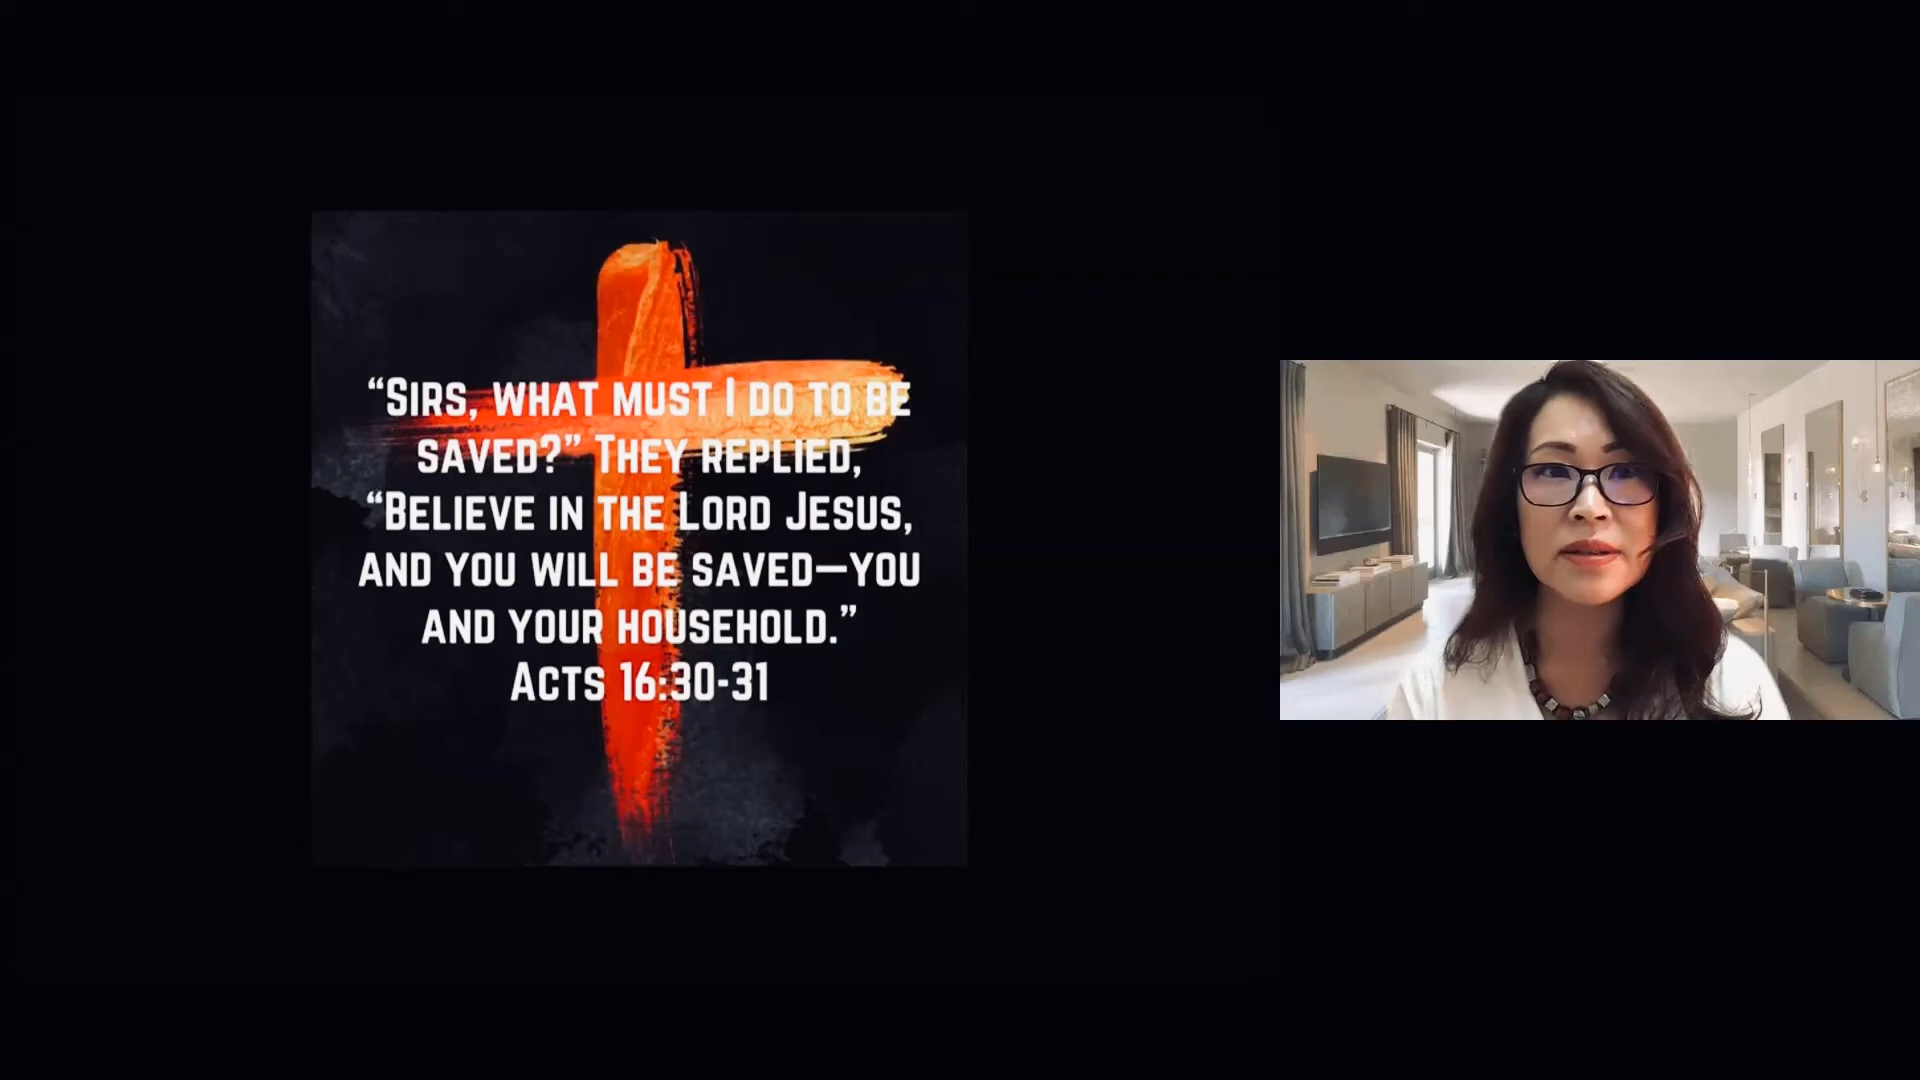 “Sirs, what must I do to be
saved?” They replied,
“Believe in the Lord Jesus,
and you will be saved—you
and your household.”
Acts 16:30-31